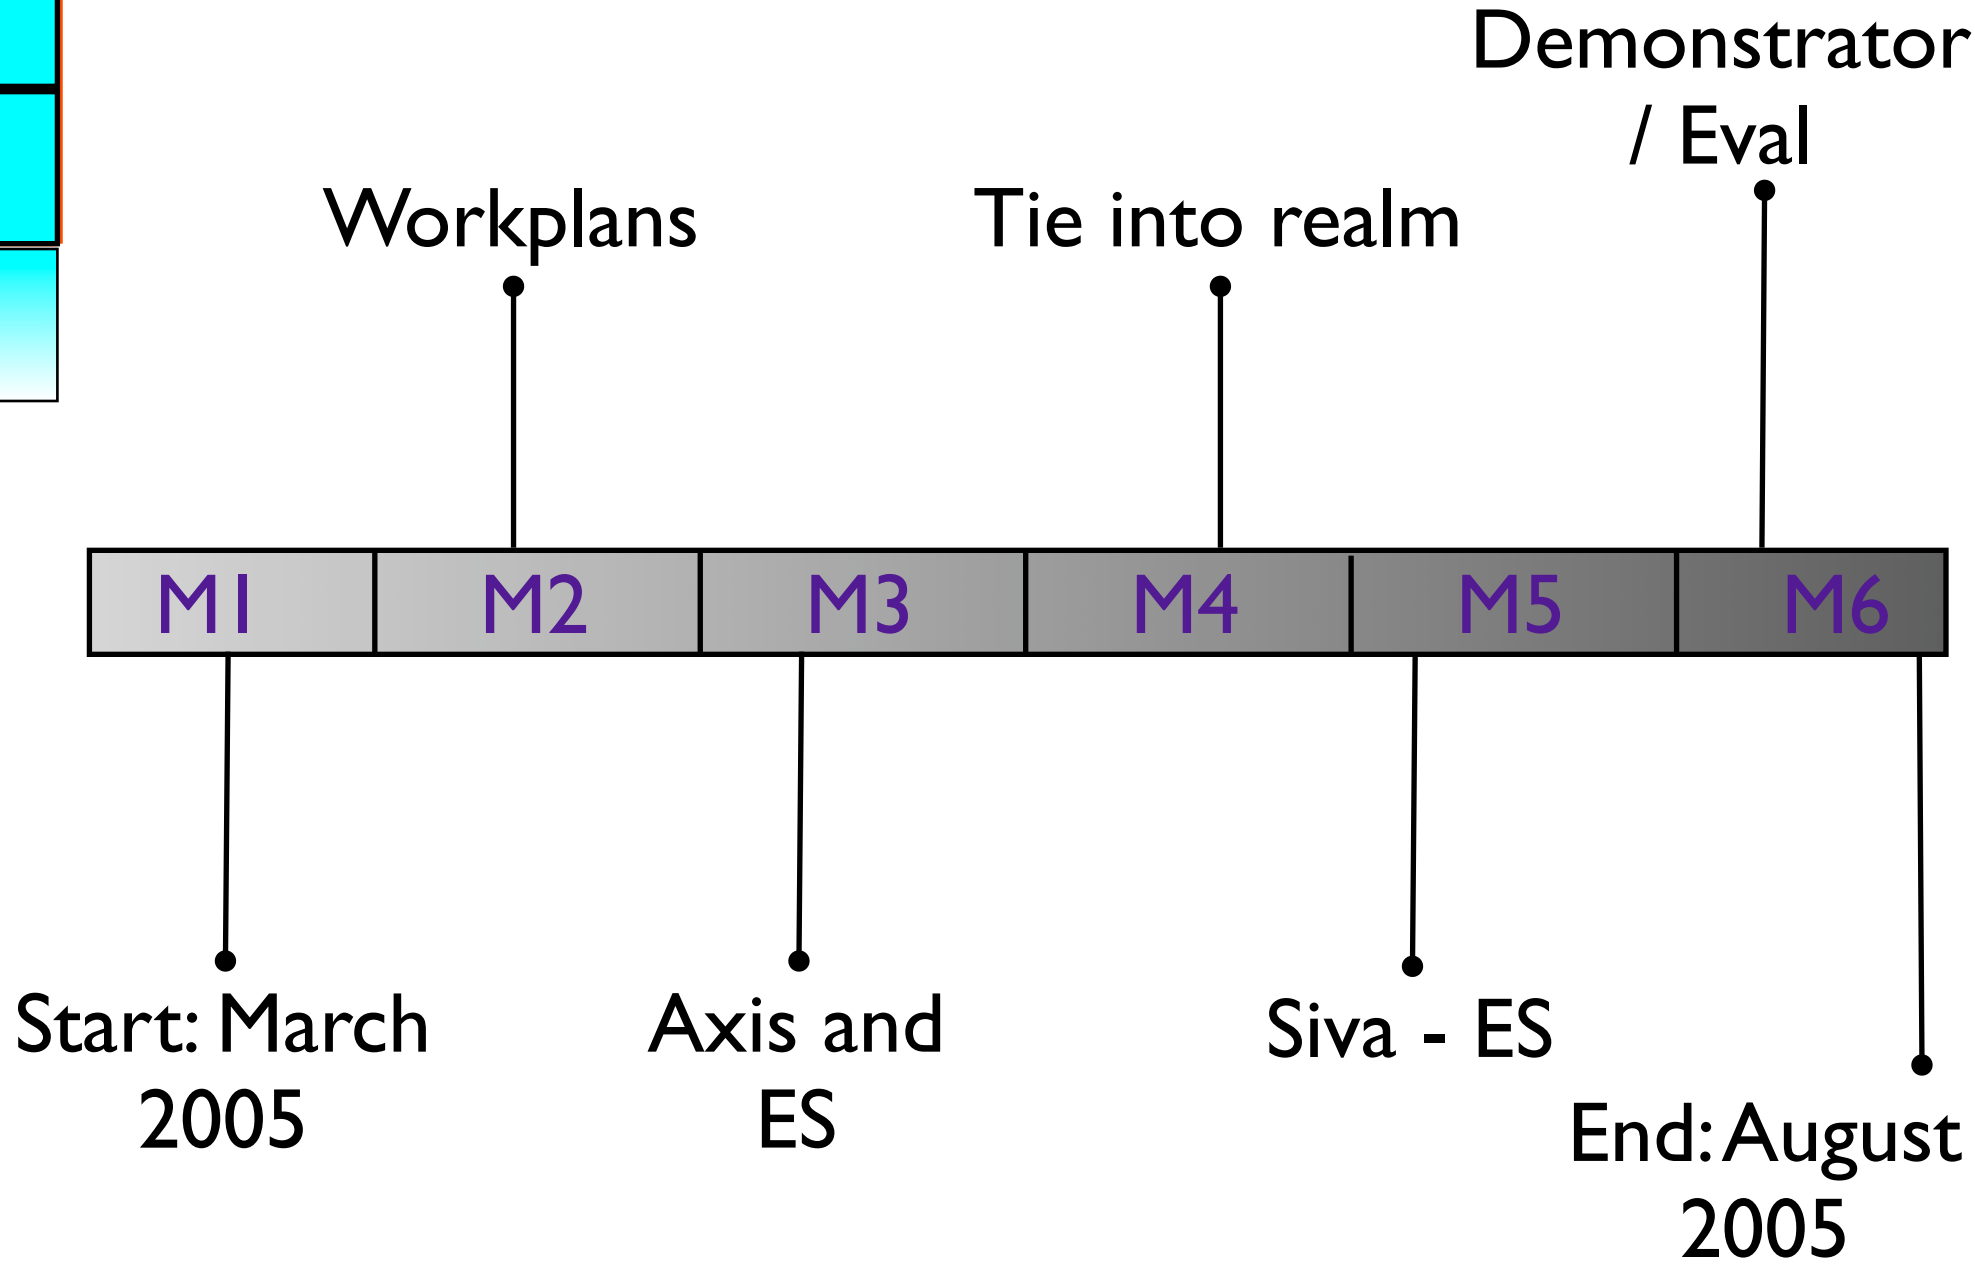 Demonstrator
/ Eval
Workplans
Tie into realm
M1
M2
M3
M4
M5
M6
Start: March
2005
Axis and
ES
Siva - ES
End: August
2005